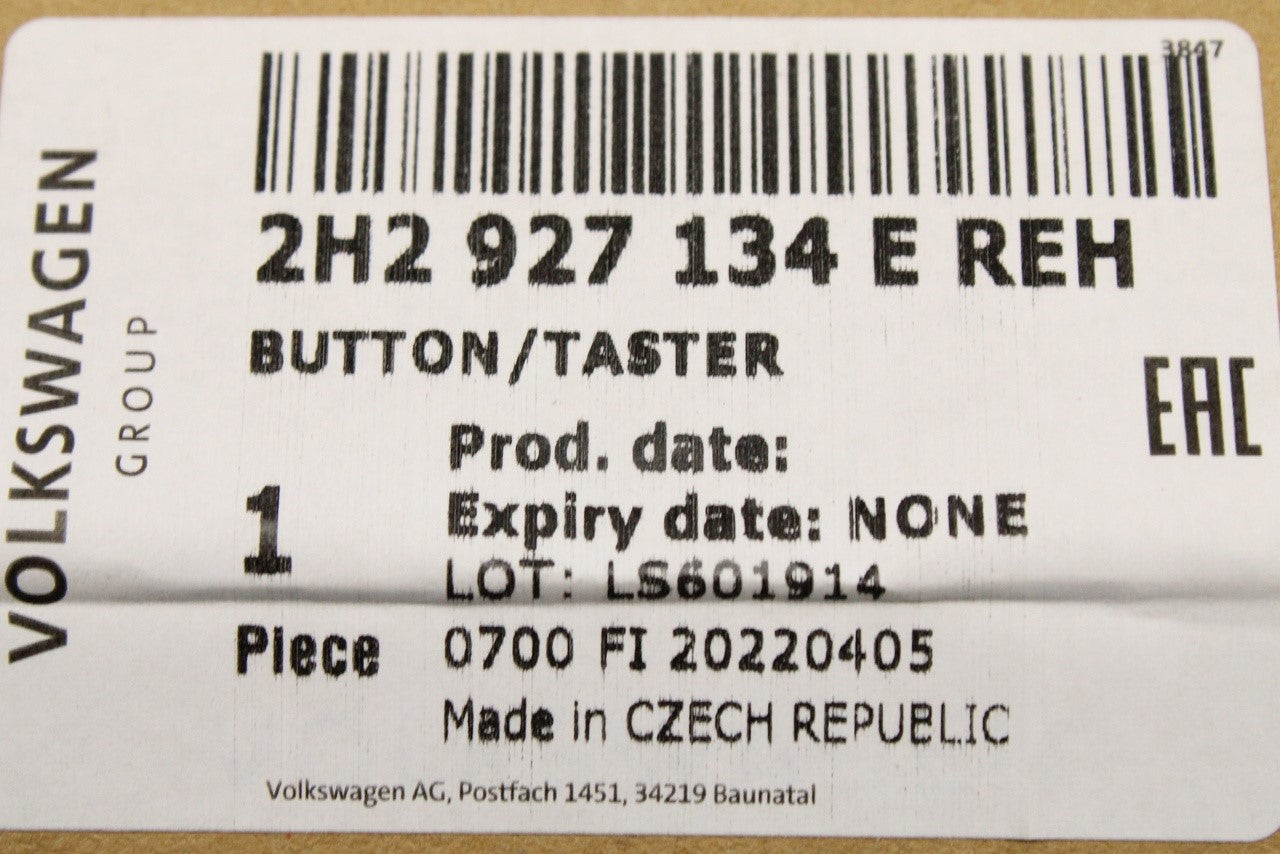 3847
2H2 927 134 E REH
BUTTON/TASTER
EAC
Prod. date:
1
Expiry date: NONE
LOT: LS601914
Piece
0700 FI 20220405
Made in CZECH REPUBLIC
Volkswagen AG, Postfach 1451, 34219 Baunatal
VOLKSWAGEN
GROUP